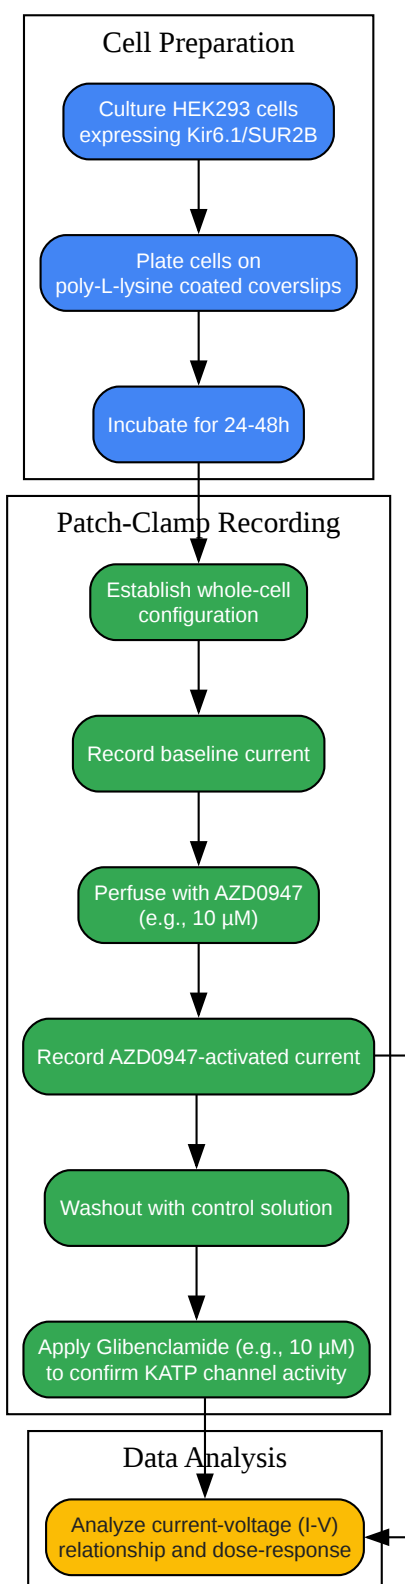 Cell Preparation
Culture HEK293 cells
expressing Kir6.1/SUR2B
Plate cells on
poly-L-lysine coated coverslips
Incubate for 24-48h
Patch-Clamp Recording
Establish whole-cell
configuration
Record baseline current
Perfuse with AZD0947
(e.g., 10 µM)
Record AZD0947-activated current
Washout with control solution
Apply Glibenclamide (e.g., 10 µM)
to confirm KATP channel activity
Data Analysis
Analyze current-voltage (I-V)
relationship and dose-response